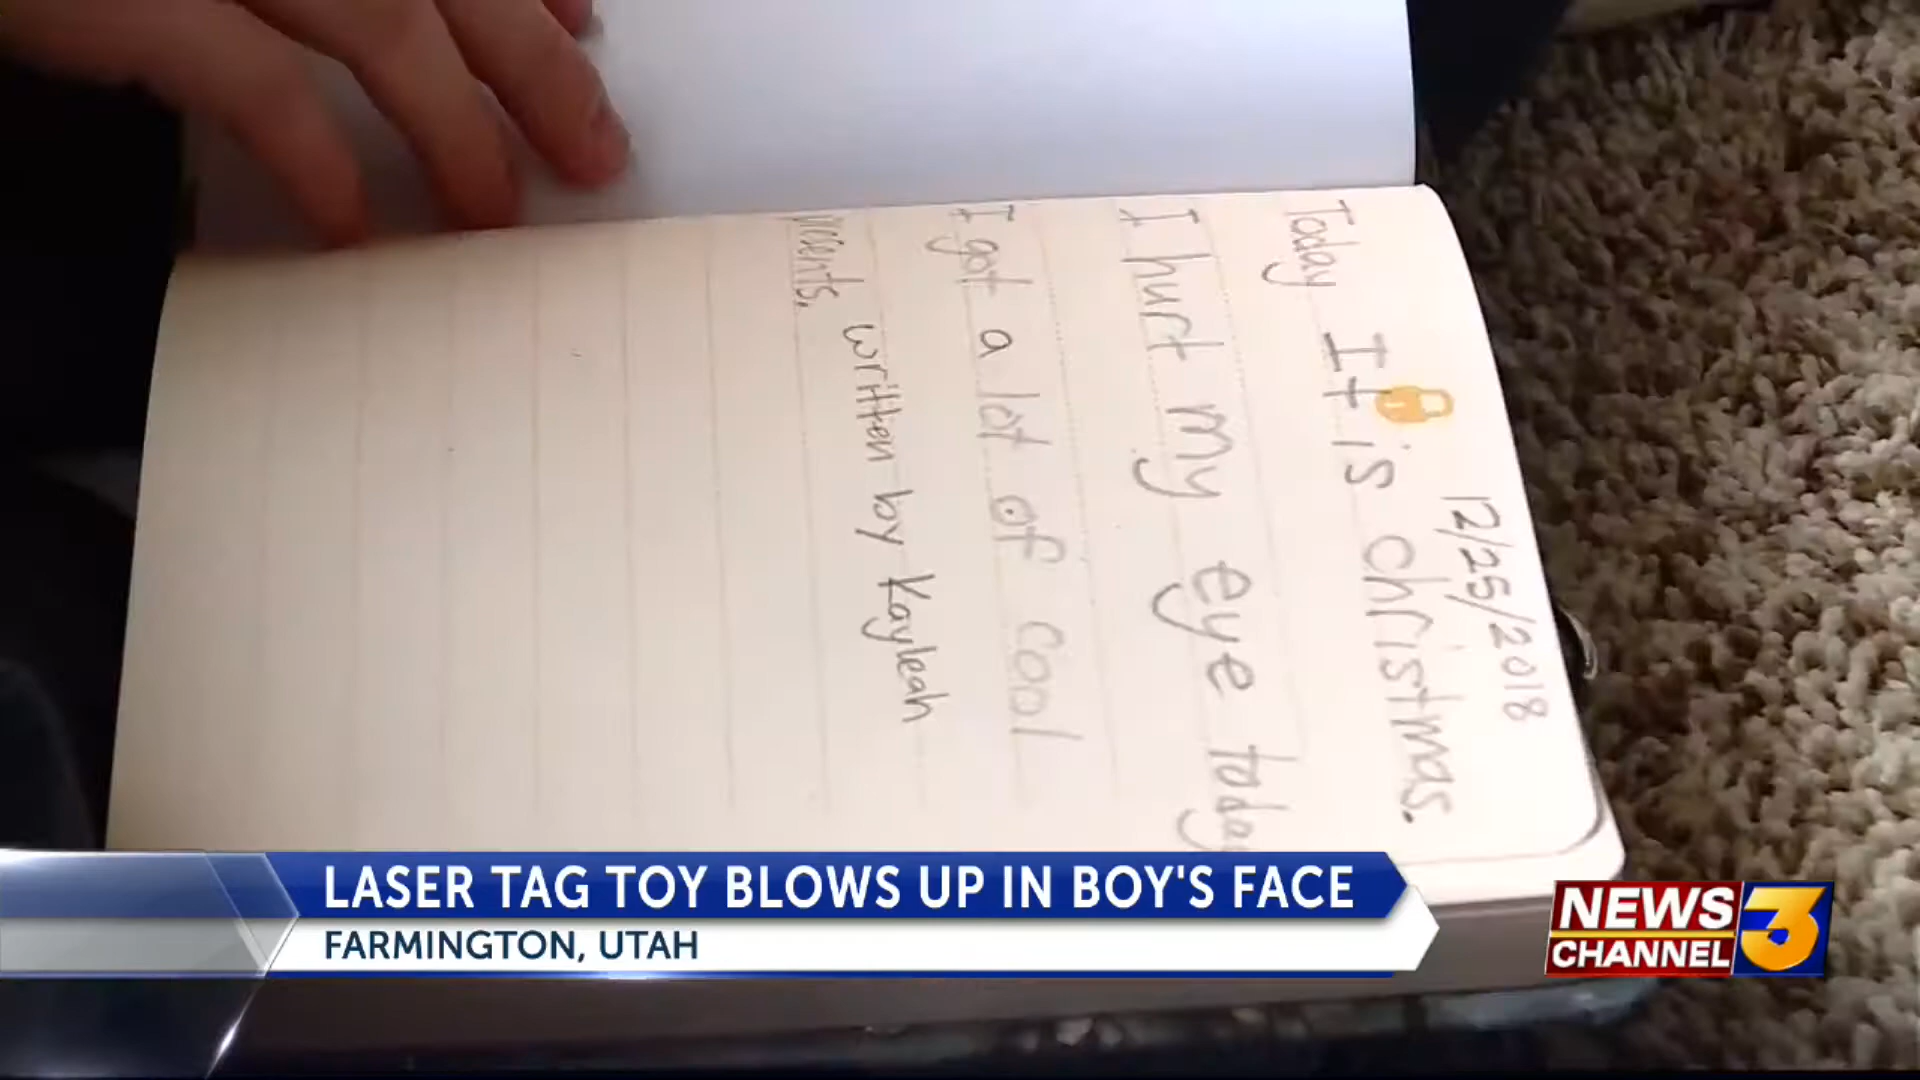 12/25/2018
Today It is christmas.
I hurt my eye today
I got a lot of cool
presents.
written by Kayleah
LASER TAG TOY BLOWS UP IN BOY'S FACE
FARMINGTON, UTAH
NEWS
CHANNEL 3